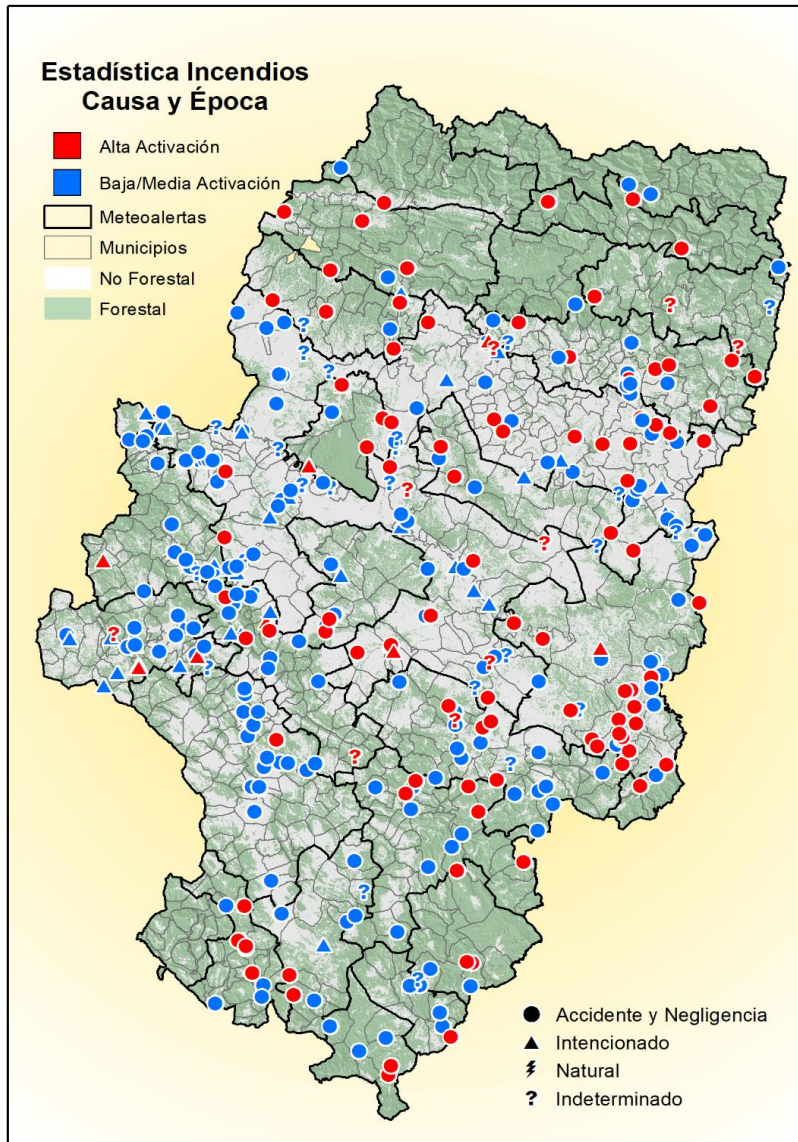 Estadística Incendios
Causa y Época
Alta Activación
Baja/Media Activación
Meteoalertas
Municipios
No Forestal
Forestal
Accidente y Negligencia
Intencionado
Natural
? Indeterminado